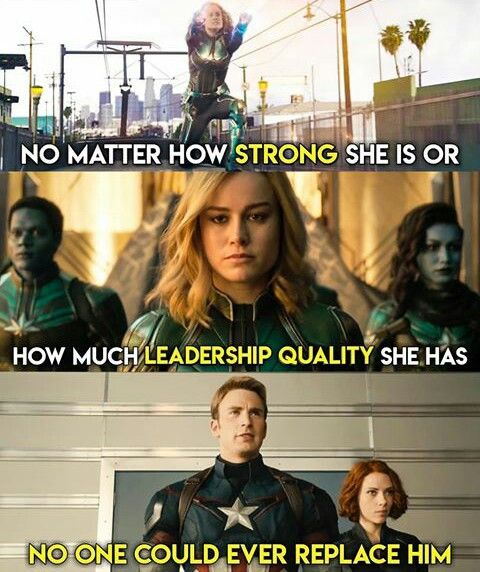 NO MATTER HOW STRONG SHE IS OR
HOW MUCH LEADERSHIP QUALITY SHE HAS
NO ONE COULD EVER REPLACE HIM